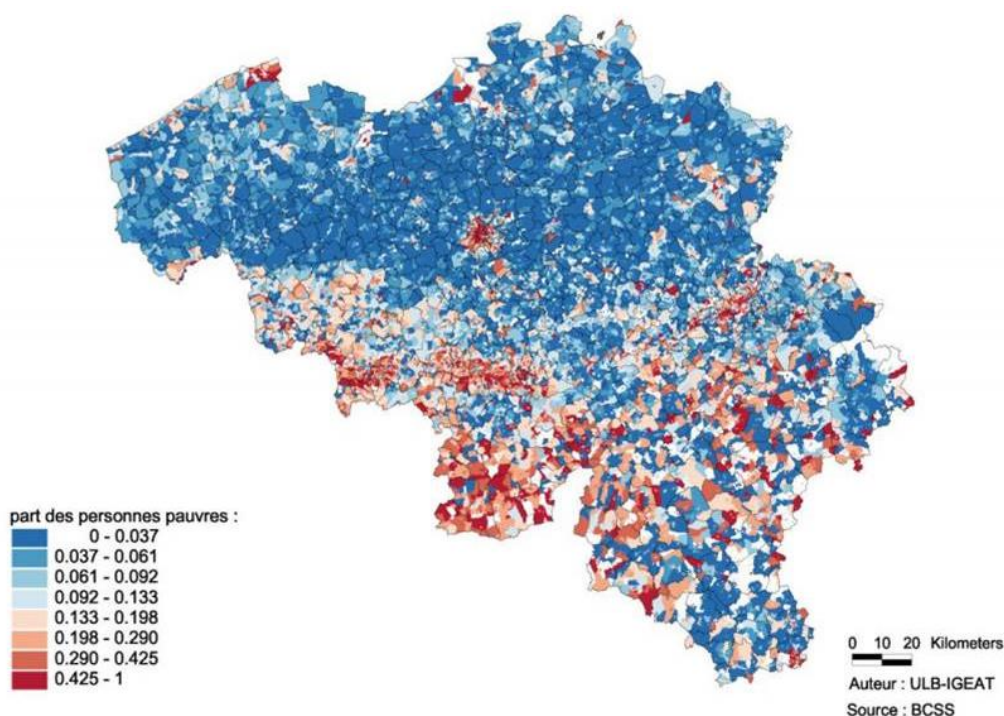 part des personnes pauvres :
0 - 0.037
0.037 - 0.061
0.061 - 0.092
0.092 - 0.133
0.133 - 0.198
0.198 - 0.290
0.290 - 0.425
0.425 - 1
0 10 20 Kilometers
Auteur : ULB-IGEAT
Source : BCSS